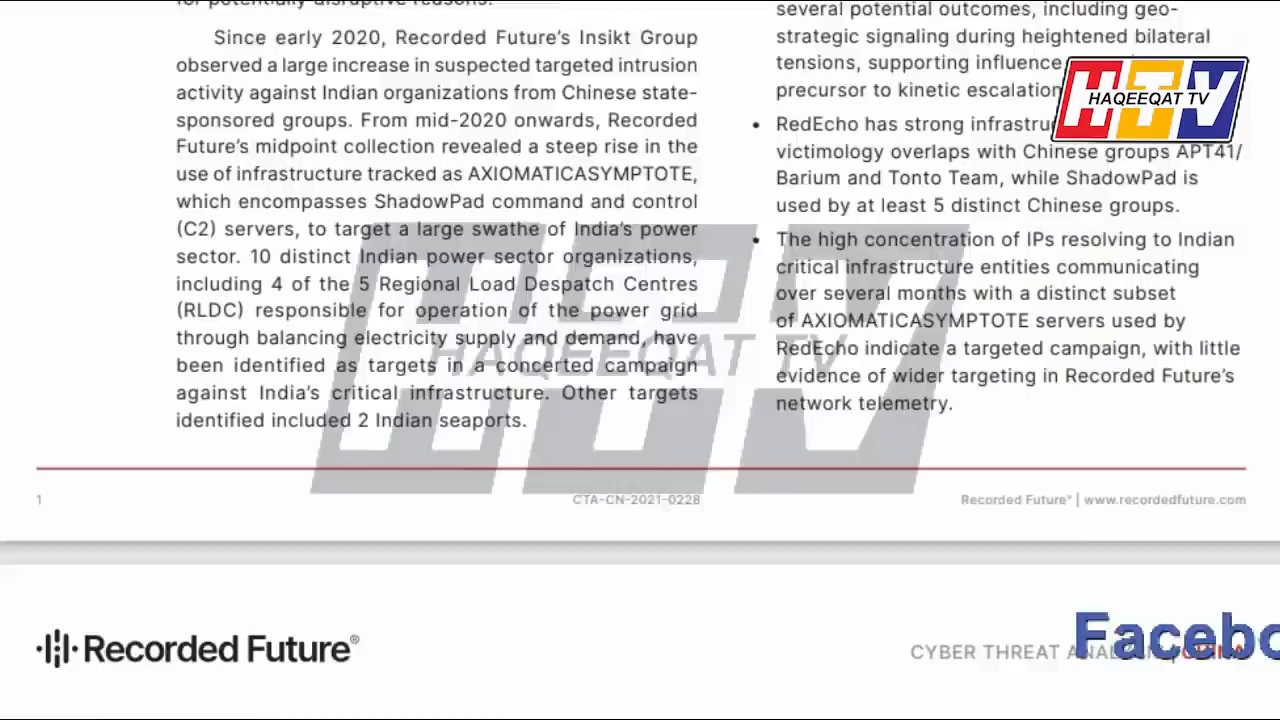 for potentially disruptive reasons.
Since early 2020, Recorded Future's Insikt Group
observed a large increase in suspected targeted intrusion
activity against Indian organizations from Chinese state-
sponsored groups. From mid-2020 onwards, Recorded
Future's midpoint collection revealed a steep rise in the
use of infrastructure tracked as AXIOMATICASYMPTOTE,
which encompasses ShadowPad command and control
(C2) servers, to target a large swathe of India's power
sector. 10 distinct Indian power sector organizations,
including 4 of the 5 Regional Load Despatch Centres
(RLDC) responsible for operation of the power grid
through balancing electricity supply and demand, have
been identified as targets in a concerted campaign
against India's critical infrastructure. Other targets
identified included 2 Indian seaports.
several potential outcomes, including geo-
strategic signaling during heightened bilateral
tensions, supporting influence
precursor to kinetic escalation
• RedEcho has strong
victimology overlaps with Chinese groups APT41/
Barium and Tonto Team, while ShadowPad is
used by at least 5 distinct Chinese groups.
• The high concentration of IPs resolving to Indian
critical infrastructure entities communicating
over several months with a distinct subset
of AXIOMATICASYMPTOTE servers used by
RedEcho indicate a targeted campaign, with little
evidence of wider targeting in Recorded Future's
network telemetry.
HTV
HAQEEQAT TV
HTV
HAQEEQAT TV
1
CTA-CN-2021-0228
Recorded Future® | www.recordedfuture.com
Recorded Future®
CYBER THREAT
Facebo